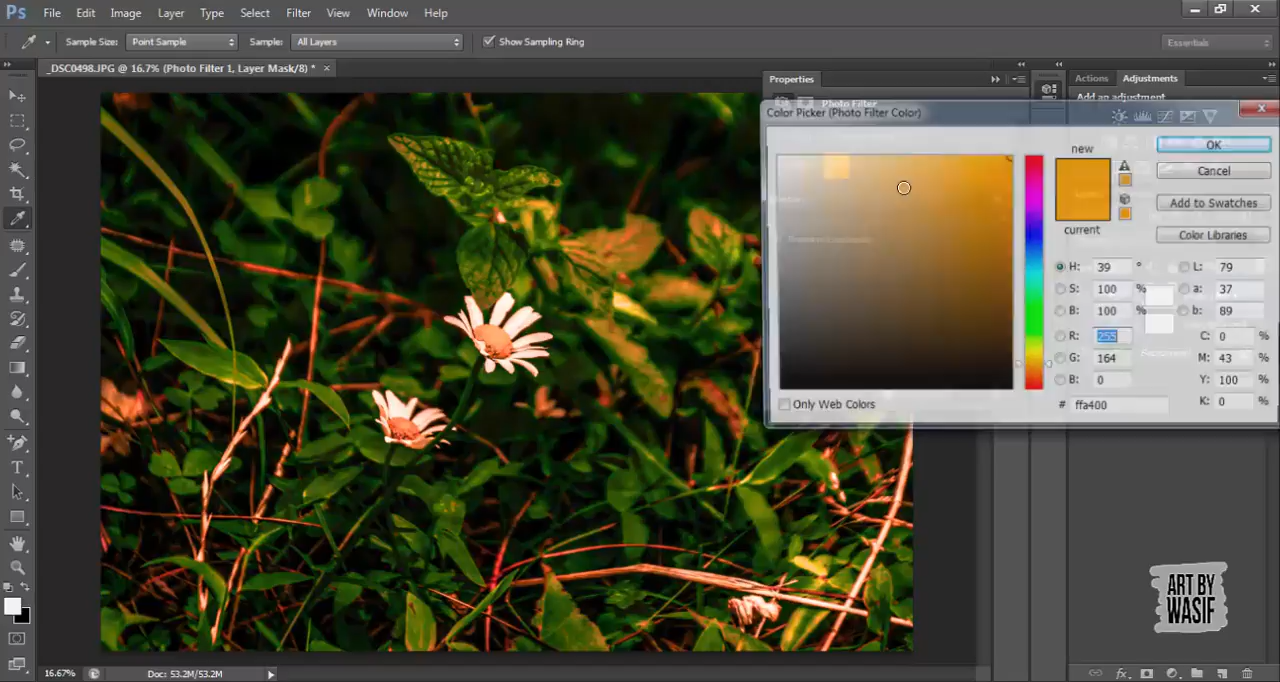 Ps File Edit Image Layer Type Select Filter View Window Help
Sample Size: Point Sample Sample: All Layers Show Sampling Ring Essentials
_DSC0498.JPG @ 16.7% (Photo Filter 1, Layer Mask/8) * ×
Properties
Actions Adjustments
Photo Filter
Add an adjustment
Color Picker (Photo Filter Color)
new
OK
Cancel
Add to Swatches
current
Color Libraries
H: 39 ° L: 79
S: 100 % a: 37
B: 100 % b: 89
R: 255 C: 0 %
G: 164 M: 43 %
B: 0 Y: 100 %
Only Web Colors
# ffa400
K: 0 %
ART BY
WASIF
16.67% Doc: 53.2M/53.2M